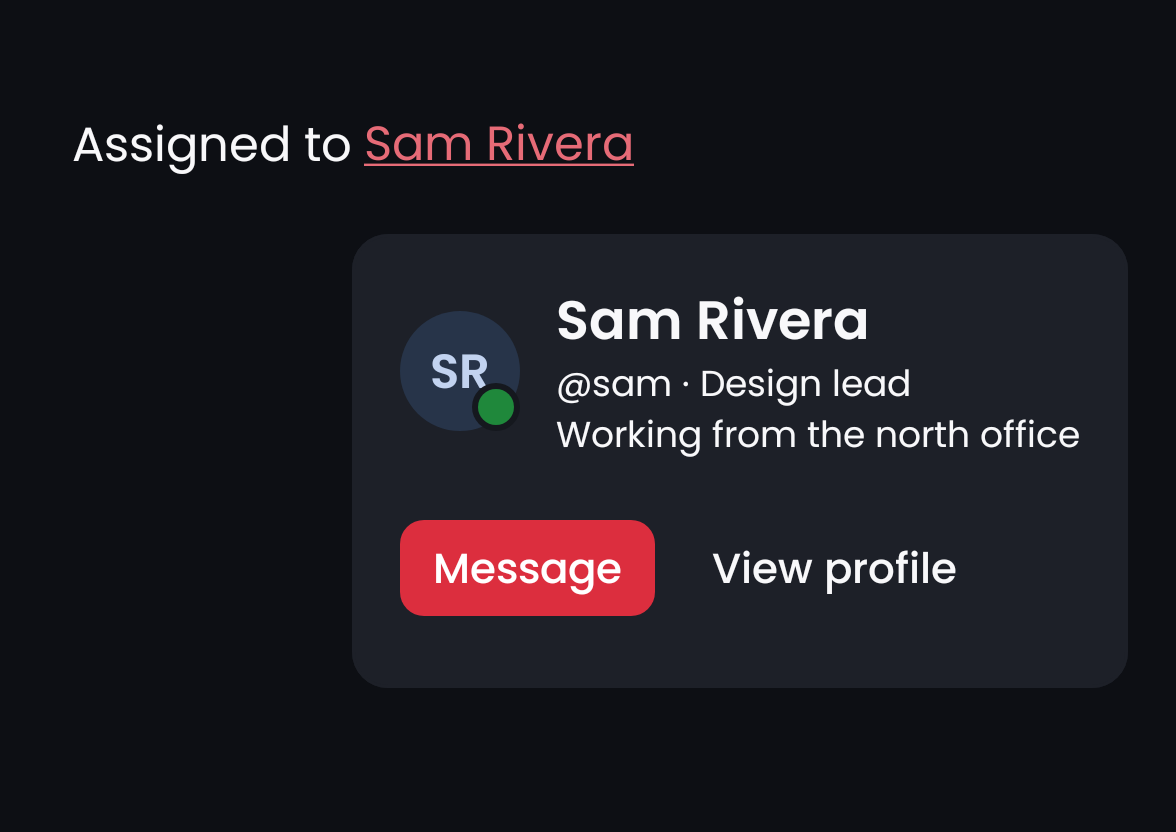 Assigned to Sam Rivera
Sam Rivera
SR
@sam · Design lead
Working from the north office
Message
View profile